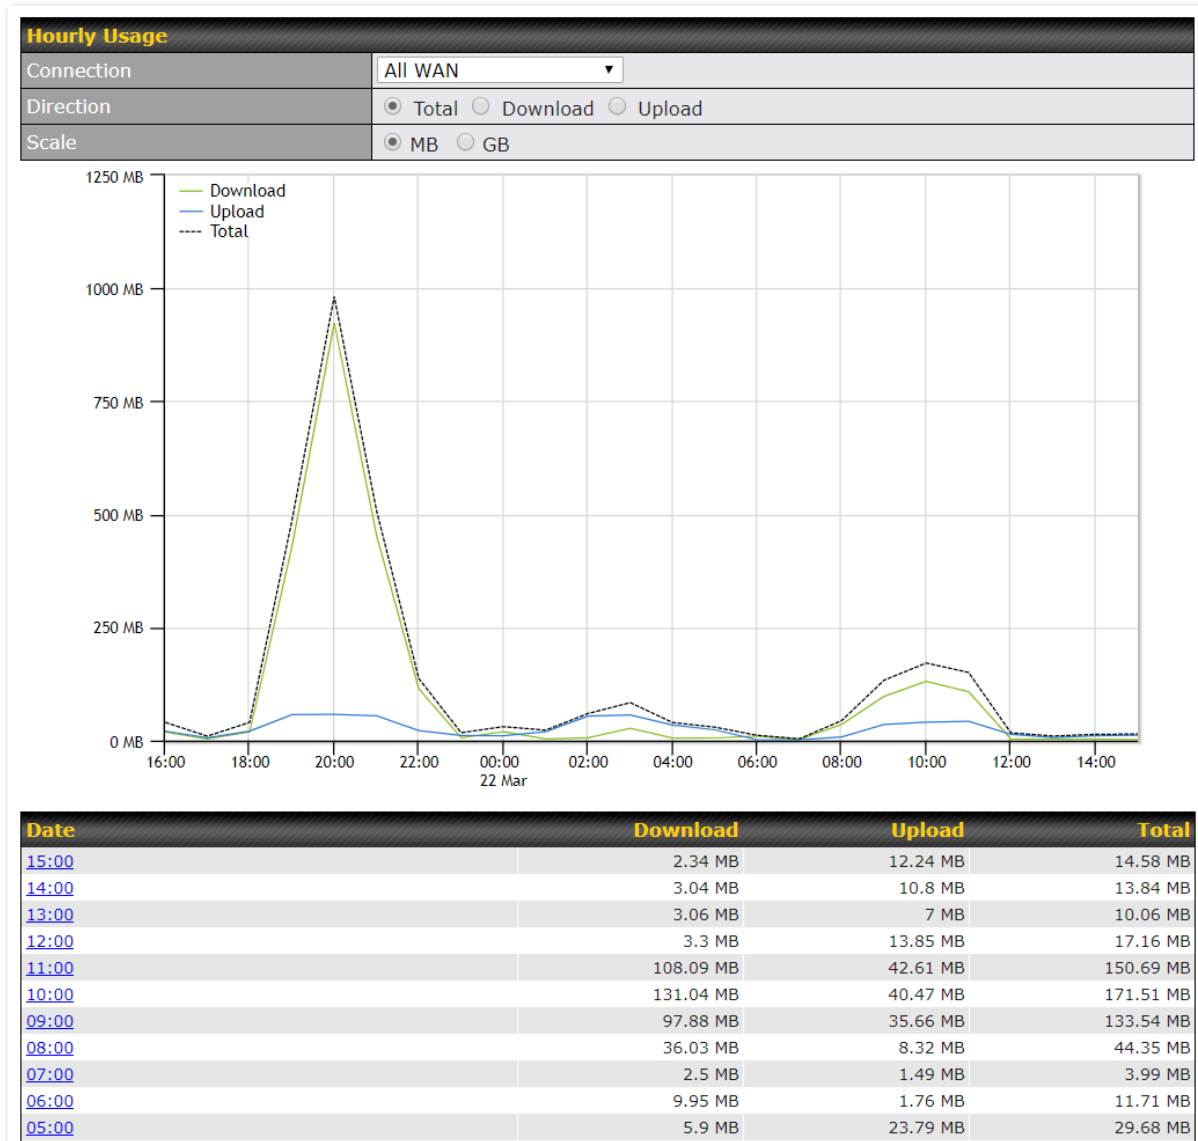 Hourly Usage
Connection All WAN
Direction Total Download Upload
Scale MB GB
1250 MB
Download
Upload
Total
1000 MB
750 MB
500 MB
250 MB
0 MB
16:00 18:00 20:00 22:00 00:00 02:00 04:00 06:00 08:00 10:00 12:00 14:00
22 Mar
Date Download Upload Total
15:00 2.34 MB 12.24 MB 14.58 MB
14:00 3.04 MB 10.8 MB 13.84 MB
13:00 3.06 MB 7 MB 10.06 MB
12:00 3.3 MB 13.85 MB 17.16 MB
11:00 108.09 MB 42.61 MB 150.69 MB
10:00 131.04 MB 40.47 MB 171.51 MB
09:00 97.88 MB 35.66 MB 133.54 MB
08:00 36.03 MB 8.32 MB 44.35 MB
07:00 2.5 MB 1.49 MB 3.99 MB
06:00 9.95 MB 1.76 MB 11.71 MB
05:00 5.9 MB 23.79 MB 29.68 MB